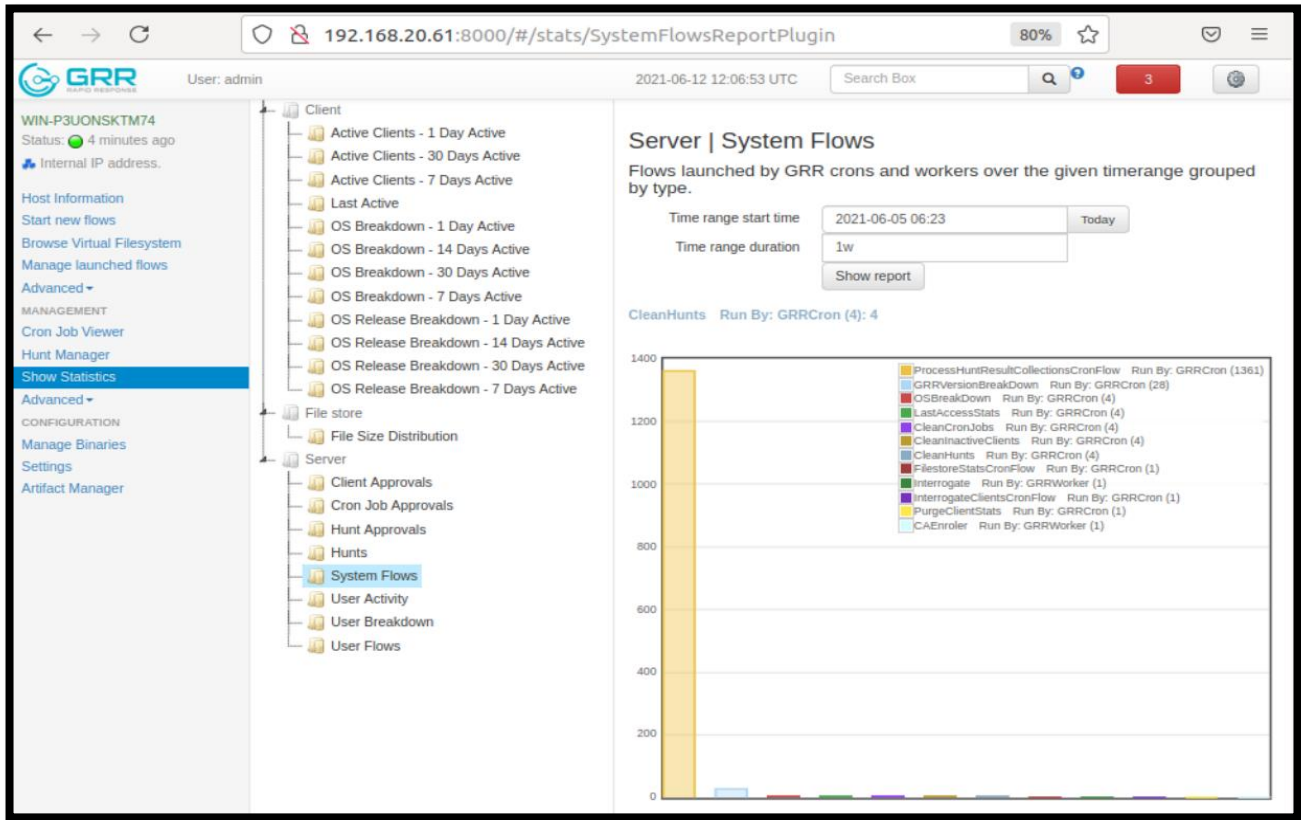 192.168.20.61:8000/#/stats/SystemFlowsReportPlugin
80%
GRR
RAPID RESPONSE
User: admin
2021-06-12 12:06:53 UTC
Search Box
3
WIN-P3UONSKTM74
Status: 4 minutes ago
Internal IP address.
Host Information
Start new flows
Browse Virtual Filesystem
Manage launched flows
Advanced
MANAGEMENT
Cron Job Viewer
Hunt Manager
Show Statistics
Advanced
CONFIGURATION
Manage Binaries
Settings
Artifact Manager
Client
Active Clients - 1 Day Active
Active Clients - 30 Days Active
Active Clients - 7 Days Active
Last Active
OS Breakdown - 1 Day Active
OS Breakdown - 14 Days Active
OS Breakdown - 30 Days Active
OS Breakdown - 7 Days Active
OS Release Breakdown - 1 Day Active
OS Release Breakdown - 14 Days Active
OS Release Breakdown - 30 Days Active
OS Release Breakdown - 7 Days Active
File store
File Size Distribution
Server
Client Approvals
Cron Job Approvals
Hunt Approvals
Hunts
System Flows
User Activity
User Breakdown
User Flows
Server | System Flows
Flows launched by GRR crons and workers over the given timerange grouped
by type.
Time range start time 2021-06-05 06:23 Today
Time range duration 1w
Show report
CleanHunts Run By: GRRCron (4): 4
1400
1200
1000
800
600
400
200
0
ProcessHuntResultCollectionsCronFlow Run By: GRRCron (1361)
GRRVersionBreakDown Run By: GRRCron (28)
OSBreakDown Run By: GRRCron (4)
LastAccessStats Run By: GRRCron (4)
CleanCronJobs Run By: GRRCron (4)
CleanInactiveClients Run By: GRRCron (4)
CleanHunts Run By: GRRCron (4)
FilestoreStatsCronFlow Run By: GRRCron (1)
Interrogate Run By: GRRWorker (1)
InterrogateClientsCronFlow Run By: GRRCron (1)
PurgeClientStats Run By: GRRCron (1)
CAEnroler Run By: GRRWorker (1)